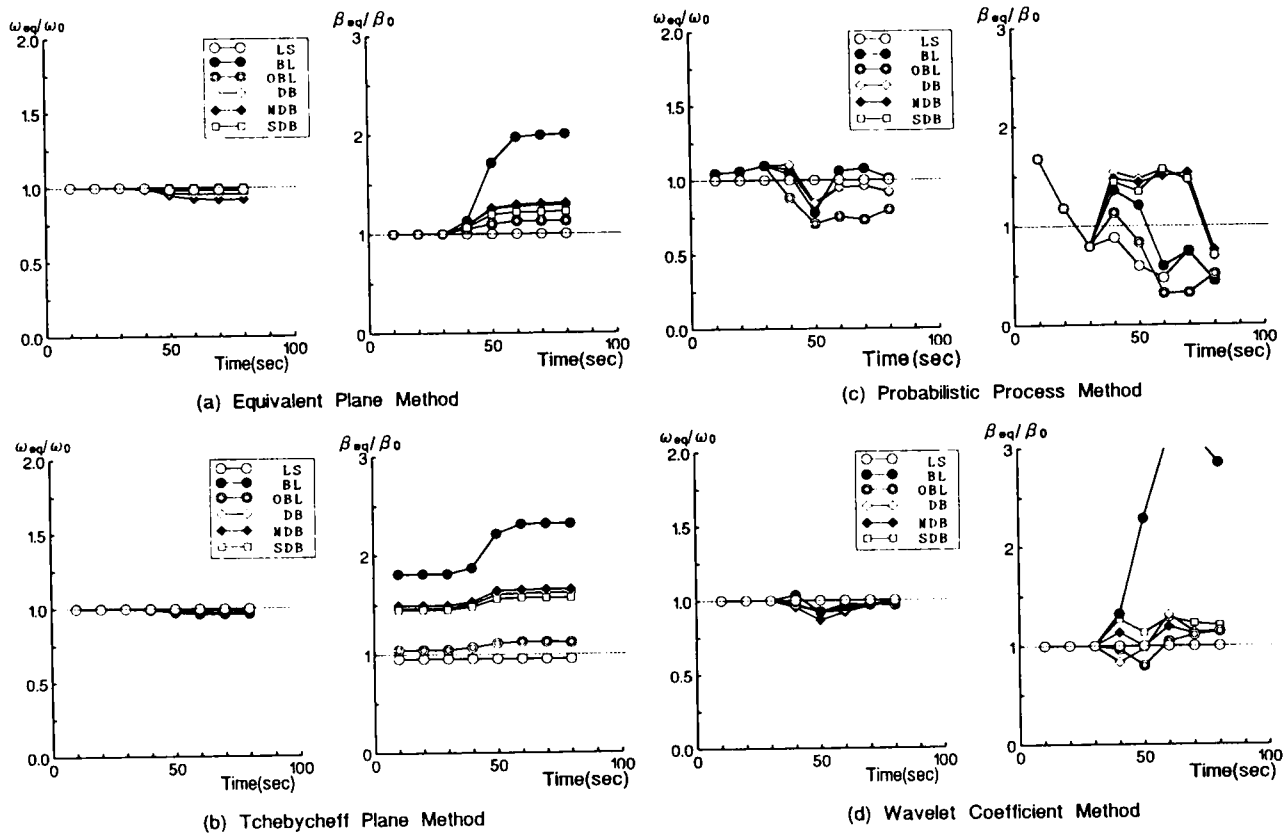 ωeq/ω0
2.0
1.5
1.0
0.5
0.0
0
50
100
Time(sec)
LS
BL
OBL
DB
MDB
SDB
βeq/β0
3
2
1
0
0
50
100
Time(sec)
(a) Equivalent Plane Method
ωeq/ω0
2.0
1.5
1.0
0.5
0.0
0
50
100
Time(sec)
LS
BL
OBL
DB
MDB
SDB
βeq/β0
3
2
1
0
0
50
100
Time(sec)
(c) Probabilistic Process Method
ωeq/ω0
2.0
1.5
1.0
0.5
0.0
0
50
100
Time(sec)
LS
BL
OBL
DB
MDB
SDB
βeq/β0
3
2
1
0
0
50
100
Time(sec)
(b) Tchebycheff Plane Method
ωeq/ω0
2.0
1.5
1.0
0.5
0.0
0
50
100
Time(sec)
LS
BL
OBL
DB
MDB
SDB
βeq/β0
3
2
1
0
0
50
100
Time(sec)
(d) Wavelet Coefficient Method